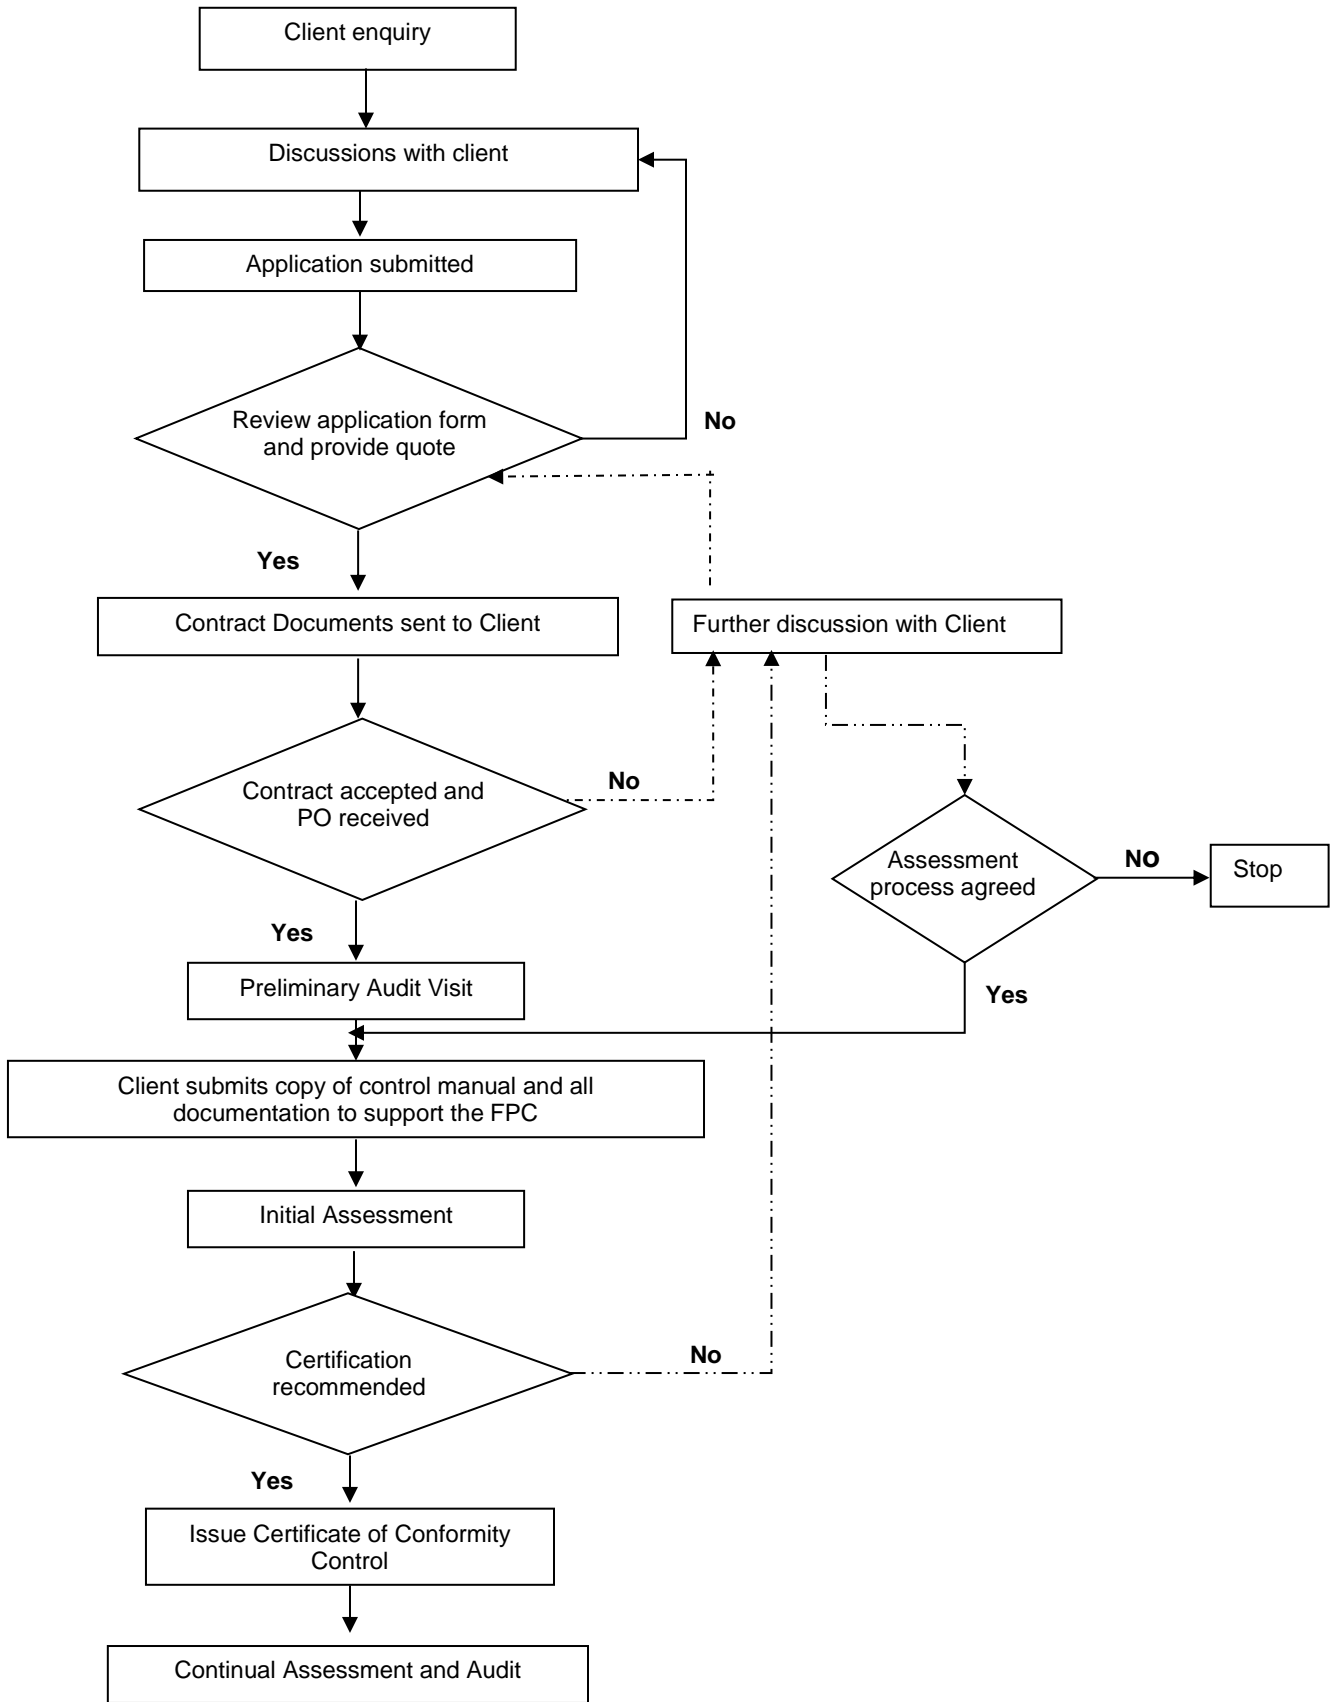 Client enquiry
Discussions with client
Application submitted
Review application form
and provide quote
No
Yes
Contract Documents sent to Client
Further discussion with Client
Contract accepted and
PO received
No
Assessment
process agreed
NO
Stop
Yes
Preliminary Audit Visit
Yes
Client submits copy of control manual and all
documentation to support the FPC
Initial Assessment
Certification
recommended
No
Yes
Issue Certificate of Conformity
Control
Continual Assessment and Audit